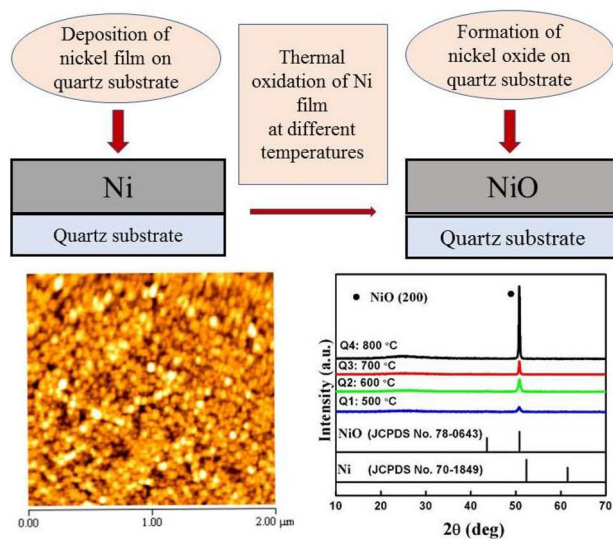 Deposition of
nickel film on
quartz substrate
Thermal
oxidation of Ni
film
at different
temperatures
Formation of
nickel oxide on
quartz substrate
Ni
Quartz substrate
NiO
Quartz substrate
0.00
1.00
2.00
μm
NiO (200)
Q4: 800 °C
Q3: 700 °C
Q2: 600 °C
Q1: 500 °C
NiO (JCPDS No. 78-0643)
Ni (JCPDS No. 70-1849)
Intensity (a.u.)
10 20 30 40 50 60 70
2θ (deg)